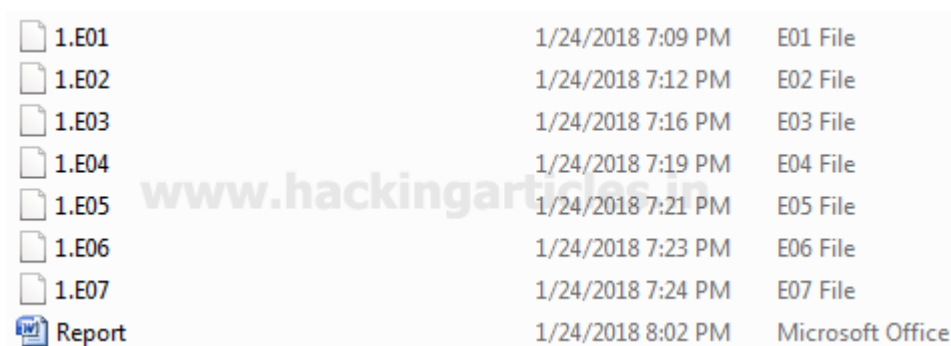 1.E01 1/24/2018 7:09 PM E01 File
1.E02 1/24/2018 7:12 PM E02 File
1.E03 1/24/2018 7:16 PM E03 File
1.E04 1/24/2018 7:19 PM E04 File
www.hackingarticles.in
1.E05 1/24/2018 7:21 PM E05 File
1.E06 1/24/2018 7:23 PM E06 File
1.E07 1/24/2018 7:24 PM E07 File
Report 1/24/2018 8:02 PM Microsoft Office